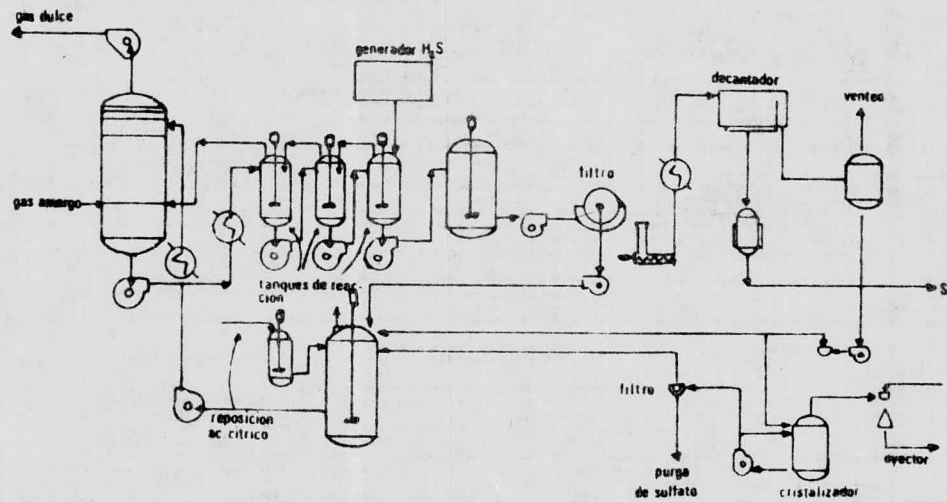 gas dulce
generador H₂S
decantador
venteo
filtro
gas amargo
tanques de reac-
cion
S
reposicion
ac. citrico
filtro
purga
de sulfato
eyector
cristalizador